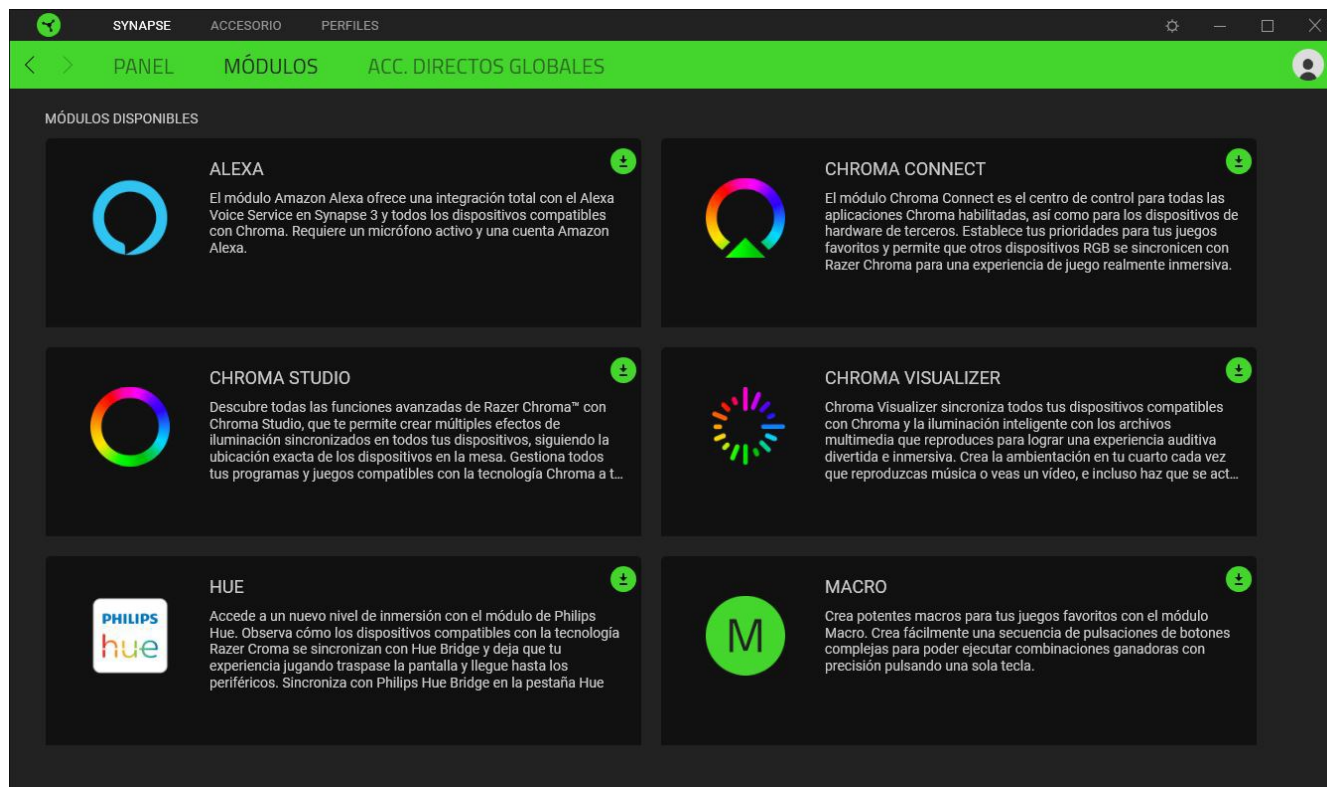 SYNAPSE ACCESORIO PERFILES
PANEL MÓDULOS ACC. DIRECTOS GLOBALES
MÓDULOS DISPONIBLES
ALEXA
El módulo Amazon Alexa ofrece una integración total con el Alexa
Voice Service en Synapse 3 y todos los dispositivos compatibles
con Chroma. Requiere un micrófono activo y una cuenta Amazon
Alexa.
CHROMA CONNECT
El módulo Chroma Connect es el centro de control para todas las
aplicaciones Chroma habilitadas, así como para los dispositivos de
hardware de terceros. Establece tus prioridades para tus juegos
favoritos y permite que otros dispositivos RGB se sincronicen con
Razer Chroma para una experiencia de juego realmente inmersiva.
CHROMA STUDIO
Descubre todas las funciones avanzadas de Razer Chroma™ con
Chroma Studio, que te permite crear múltiples efectos de
iluminación sincronizados en todos tus dispositivos, siguiendo la
ubicación exacta de los dispositivos en la mesa. Gestiona todos
tus programas y juegos compatibles con la tecnología Chroma a t...
CHROMA VISUALIZER
Chroma Visualizer sincroniza todos tus dispositivos compatibles
con Chroma y la iluminación inteligente con los archivos
multimedia que reproduces para lograr una experiencia auditiva
divertida e inmersiva. Crea la ambientación en tu cuarto cada vez
que reproduzcas música o veas un vídeo, e incluso haz que se act...
PHILIPS
hue
HUE
Accede a un nuevo nivel de inmersión con el módulo de Philips
Hue. Observa cómo los dispositivos compatibles con la tecnología
Razer Croma se sincronizan con Hue Bridge y deja que tu
experiencia jugando traspase la pantalla y llegue hasta los
periféricos. Sincroniza con Philips Hue Bridge en la pestaña Hue
M
MACRO
Crea potentes macros para tus juegos favoritos con el módulo
Macro. Crea fácilmente una secuencia de pulsaciones de botones
complejas para poder ejecutar combinaciones ganadoras con
precisión pulsando una sola tecla.